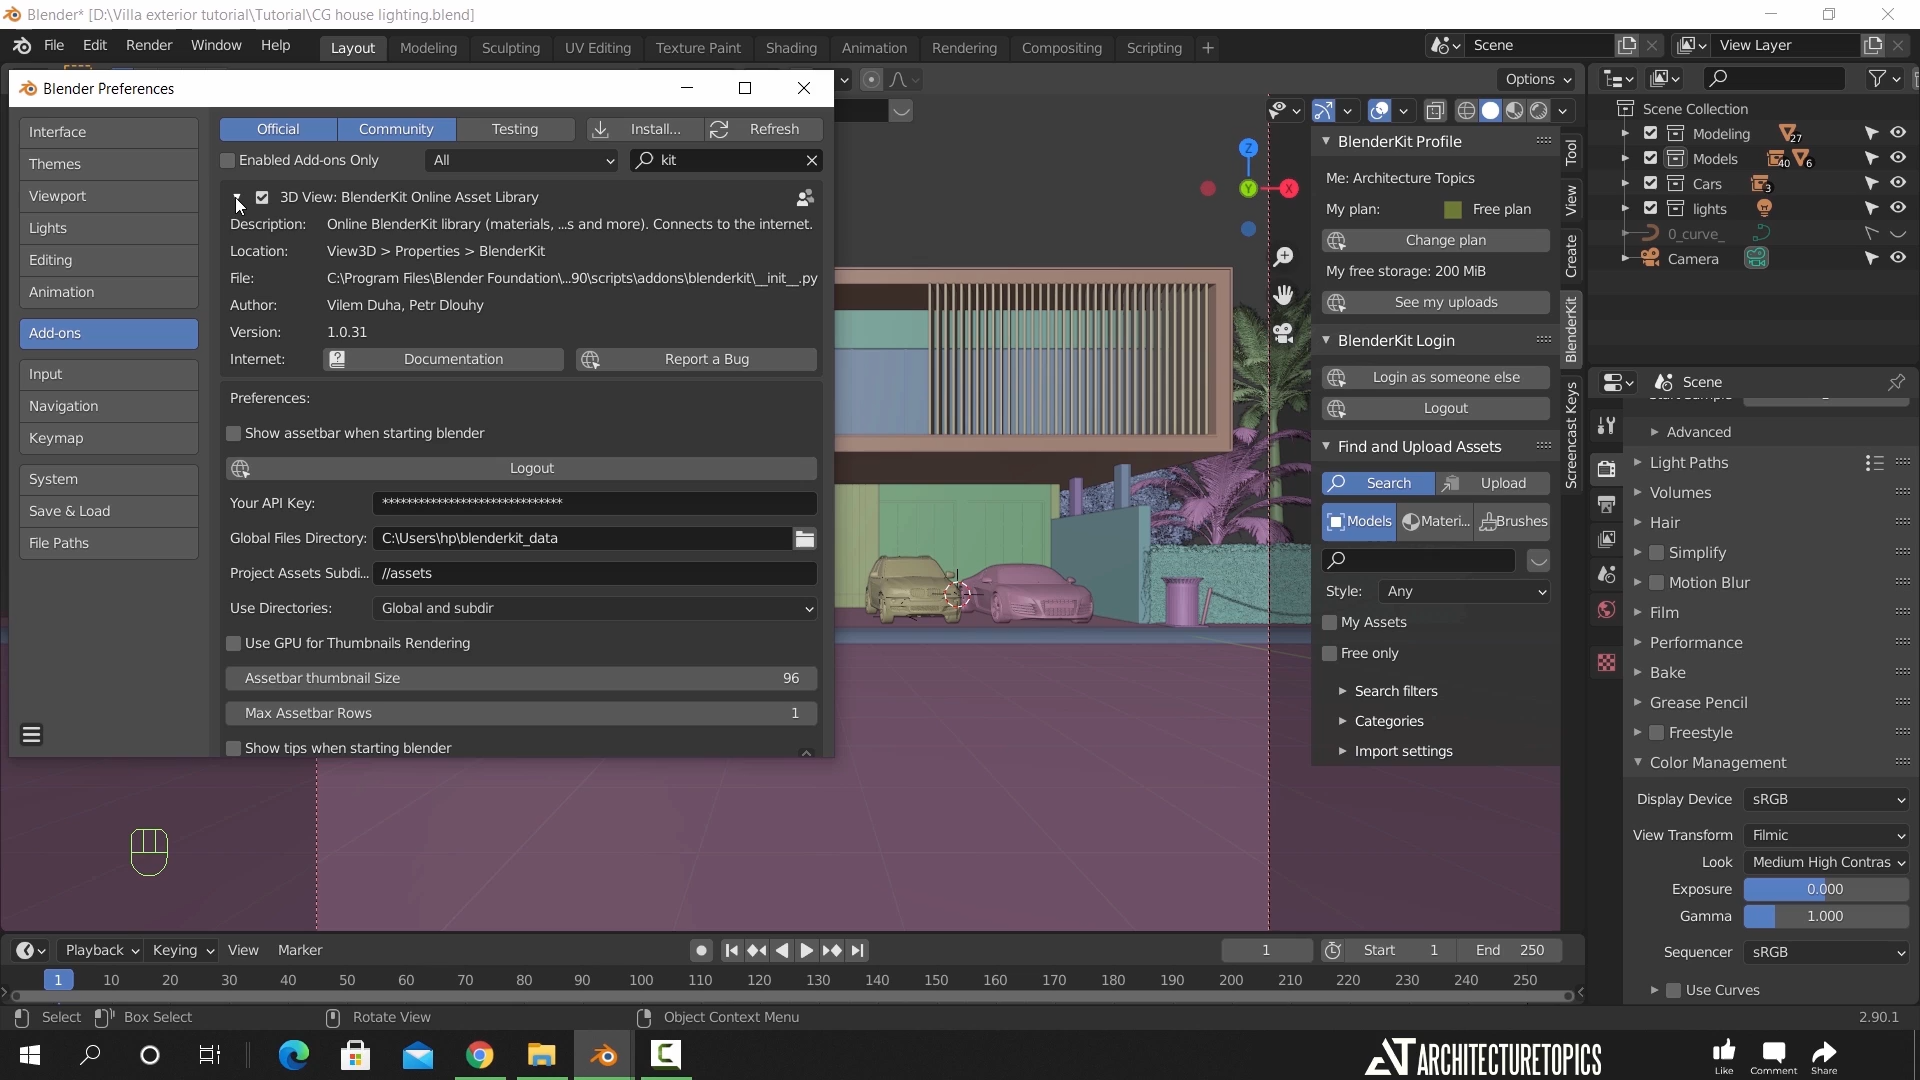 Blender* [D:\Villa exterior tutorial\Tutorial\CG house lighting.blend]
File Edit Render Window Help
Layout Modeling Sculpting UV Editing Texture Paint Shading Animation Rendering Compositing Scripting +
Scene
View Layer
Blender Preferences
Options
Interface
Themes
Viewport
Lights
Editing
Animation
Add-ons
Input
Navigation
Keymap
System
Save & Load
File Paths
Official Community Testing Install... Refresh
Enabled Add-ons Only All kit
3D View: BlenderKit Online Asset Library
Description: Online BlenderKit library (materials, ...s and more). Connects to the internet.
Location: View3D > Properties > BlenderKit
File: C:\Program Files\Blender Foundation\...90\scripts\addons\blenderkit\__init__.py
Author: Vilem Duha, Petr Dlouhy
Version: 1.0.31
Internet: Documentation Report a Bug
Preferences:
Show assetbar when starting blender
Logout
Your API Key: *****************************
Global Files Directory: C:\Users\hp\blenderkit_data
Project Assets Subdi... //assets
Use Directories: Global and subdir
Use GPU for Thumbnails Rendering
Assetbar thumbnail Size 96
Max Assetbar Rows 1
Show tips when starting blender
Z
Y
X
BlenderKit Profile
Me: Architecture Topics
My plan: Free plan
Change plan
My free storage: 200 MiB
See my uploads
BlenderKit Login
Login as someone else
Logout
Find and Upload Assets
Search Upload
Models Materi... Brushes
Style: Any
My Assets
Free only
Search filters
Categories
Import settings
Tool
View
Create
BlenderKit
Screencast Keys
Scene Collection
Modeling 27
Models 40 6
Cars 3
lights
0_curve_
Camera
Scene
Advanced
Light Paths
Volumes
Hair
Simplify
Motion Blur
Film
Performance
Bake
Grease Pencil
Freestyle
Color Management
Display Device sRGB
View Transform Filmic
Look Medium High Contras
Exposure 0.000
Gamma 1.000
Sequencer sRGB
Use Curves
Playback Keying View Marker
1 Start 1 End 250
1 10 20 30 40 50 60 70 80 90 100 110 120 130 140 150 160 170 180 190 200 210 220 230 240 250
Select Box Select Rotate View Object Context Menu 2.90.1
ARCHITECTURETOPICS
Like Comment Share